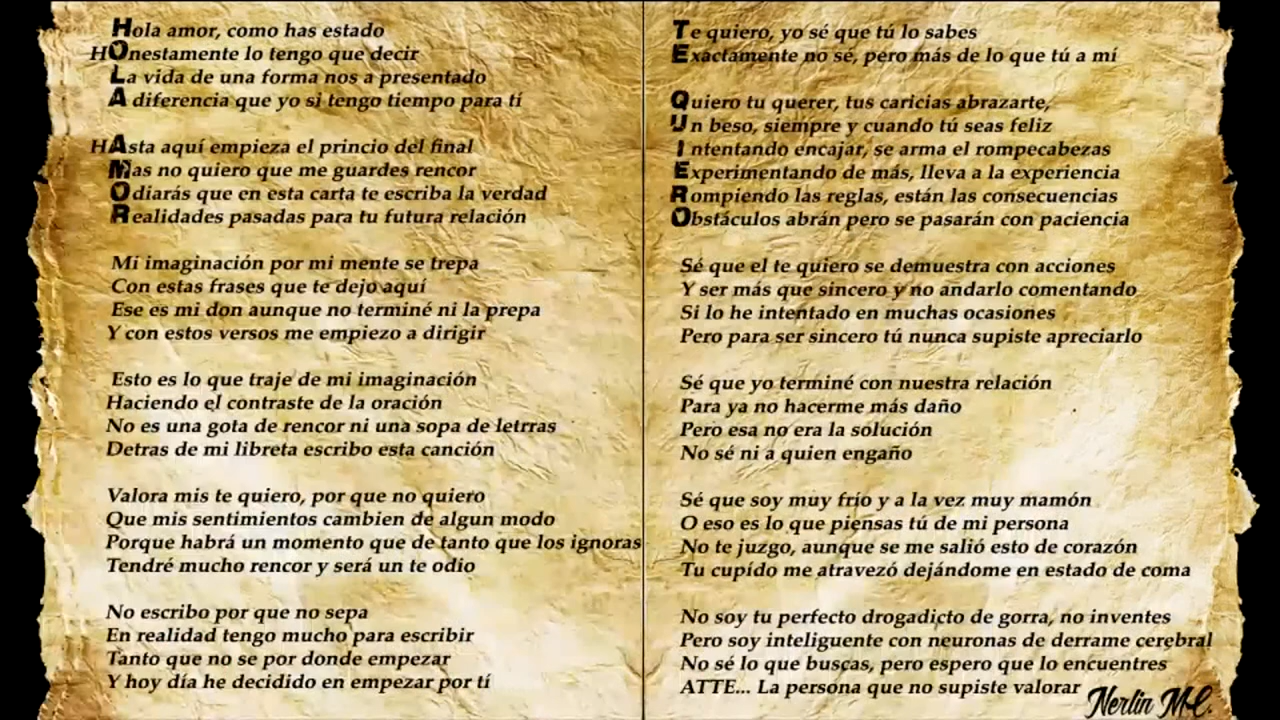 Hola amor, como has estado
HOnestamente lo tengo que decir
La vida de una forma nos a presentado
A diferencia que yo si tengo tiempo para tí
HAsta aquí empieza el princio del final
Mas no quiero que me guardes rencor
Odiarás que en esta carta te escriba la verdad
Realidades pasadas para tu futura relación
Mi imaginación por mi mente se trepa
Con estas frases que te dejo aquí
Ese es mi don aunque no terminé ni la prepa
Y con estos versos me empiezo a dirigir
Esto es lo que traje de mi imaginación
Haciendo el contraste de la oración
No es una gota de rencor ni una sopa de letrras
Detras de mi libreta escribo esta canción
Valora mis te quiero, por que no quiero
Que mis sentimientos cambien de algun modo
Porque habrá un momento que de tanto que los ignoras
Tendré mucho rencor y será un te odio
No escribo por que no sepa
En realidad tengo mucho para escribir
Tanto que no se por donde empezar
Y hoy día he decidido en empezar por tí
Te quiero, yo sé que tú lo sabes
Exactamente no sé, pero más de lo que tú a mí
Quiero tu querer, tus caricias abrazarte,
Un beso, siempre y cuando tú seas feliz
Intentando encajar, se arma el rompecabezas
Experimentando de más, lleva a la experiencia
Rompiendo las reglas, están las consecuencias
Obstáculos abrán pero se pasarán con paciencia
Sé que el te quiero se demuestra con acciones
Y ser más que sincero y no andarlo comentando
Si lo he intentado en muchas ocasiones
Pero para ser sincero tú nunca supiste apreciarlo
Sé que yo terminé con nuestra relación
Para ya no hacerme más daño
Pero esa no era la solución
No sé ni a quien engaño
Sé que soy muy frío y a la vez muy mamón
O eso es lo que piensas tú de mi persona
No te juzgo, aunque se me salió esto de corazón
Tu cupído me atravezó dejándome en estado de coma
No soy tu perfecto drogadicto de gorra, no inventes
Pero soy inteliguente con neuronas de derrame cerebral
No sé lo que buscas, pero espero que lo encuentres
ATTE... La persona que no supiste valorar
Nerlin MC.